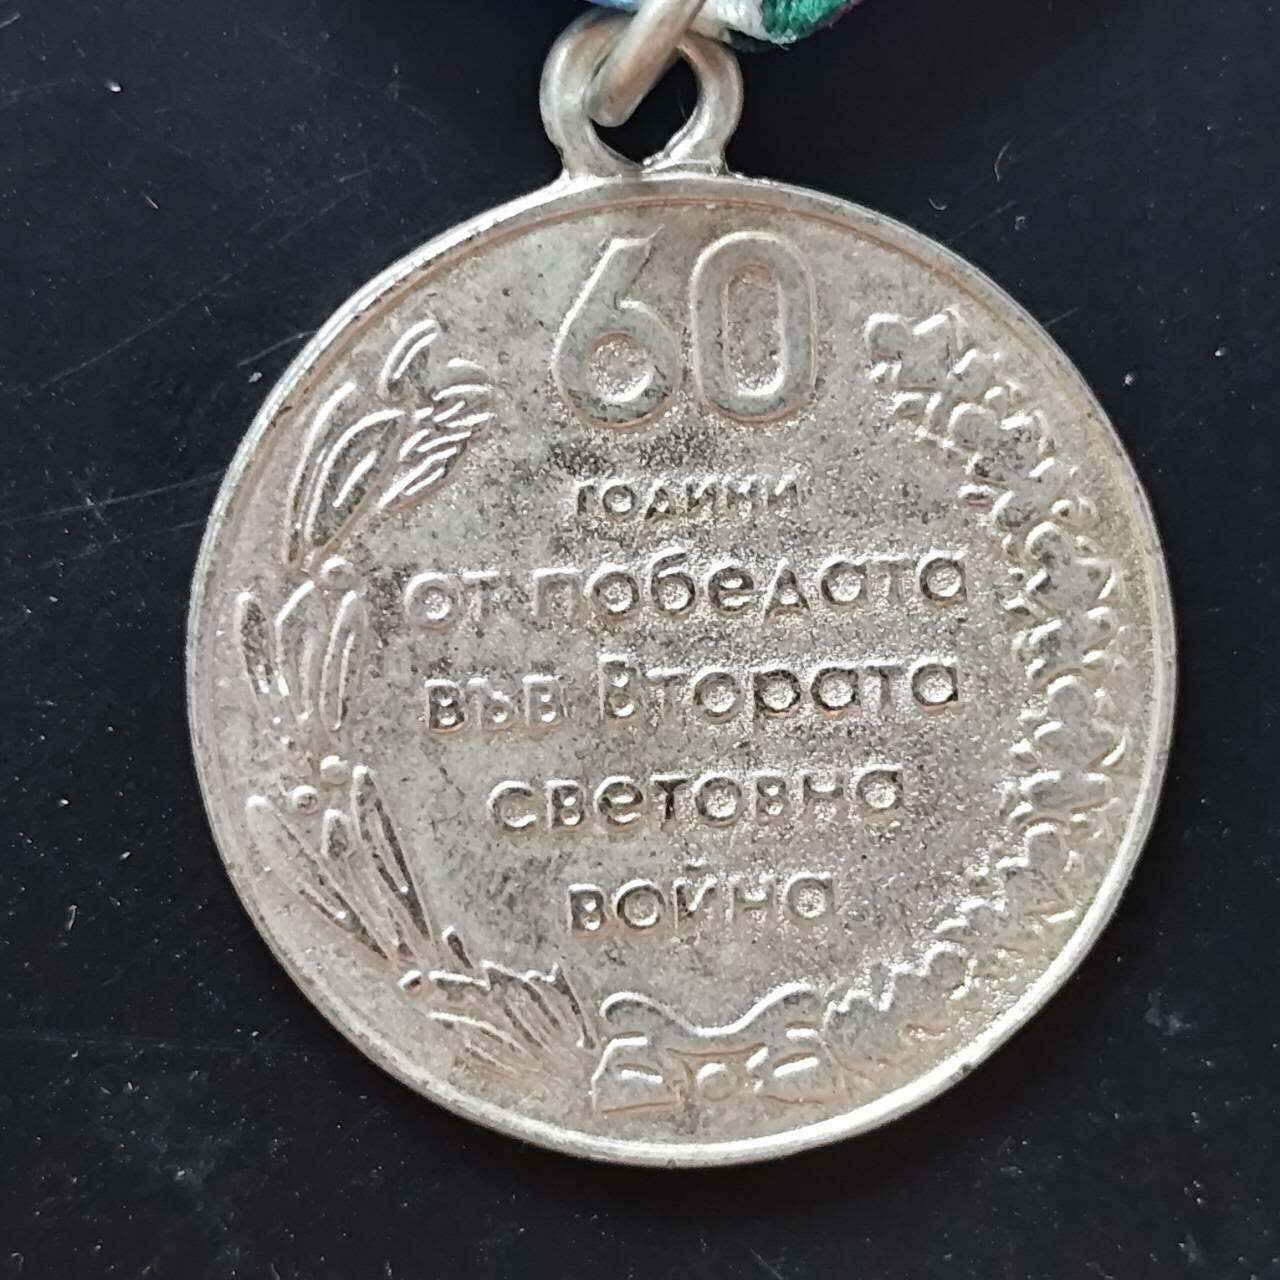 60
години
от победата
във Втората
световна
война